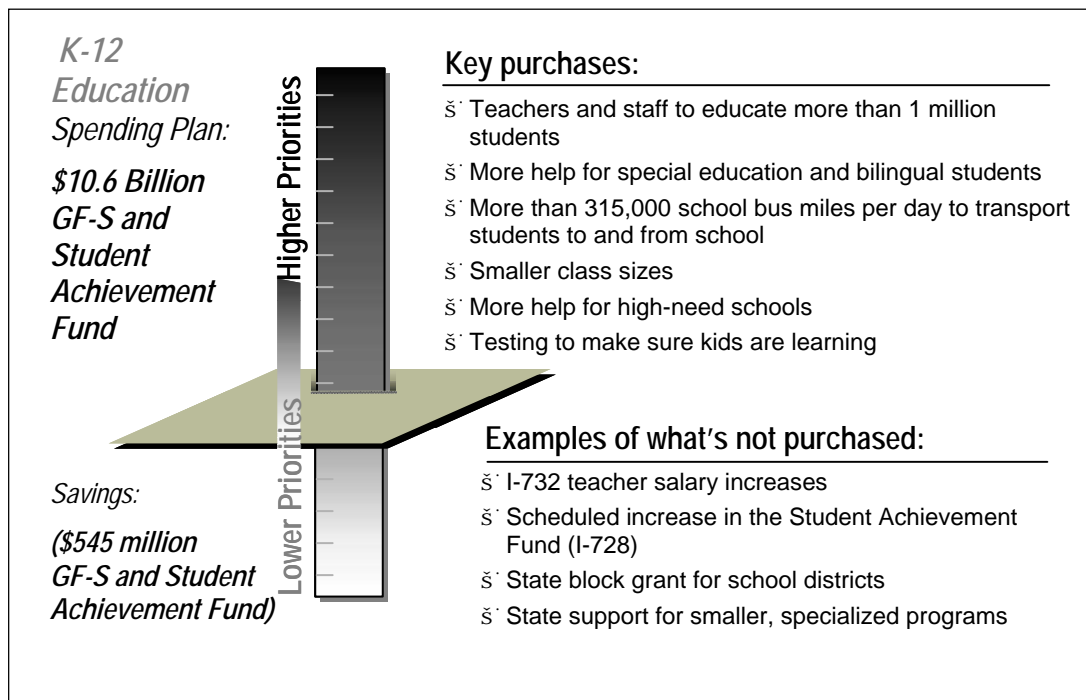 K-12
Education
Spending Plan:
$10.6 Billion
GF-S and
Student
Achievement
Fund
Higher Priorities
Key purchases:
š˙ Teachers and staff to educate more than 1 million
students
š˙ More help for special education and bilingual students
š˙ More than 315,000 school bus miles per day to transport
students to and from school
š˙ Smaller class sizes
š˙ More help for high-need schools
š˙ Testing to make sure kids are learning
Savings:
($545 million
GF-S and Student
Achievement Fund)
Lower Priorities
Examples of what's not purchased:
š˙ I-732 teacher salary increases
š˙ Scheduled increase in the Student Achievement
Fund (I-728)
š˙ State block grant for school districts
š˙ State support for smaller, specialized programs